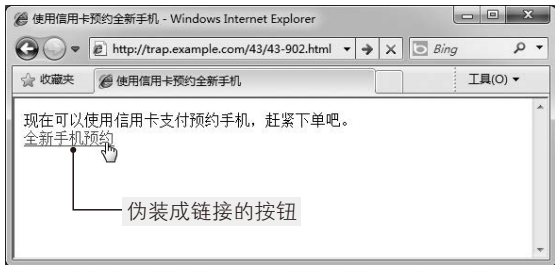 使用信用卡预约全新手机 - Windows Internet Explorer
http://trap.example.com/43/43-902.html
Bing
收藏夹
使用信用卡预约全新手机
工具(O)
现在可以使用信用卡支付预约手机，赶紧下单吧。
全新手机预约
伪装成链接的按钮